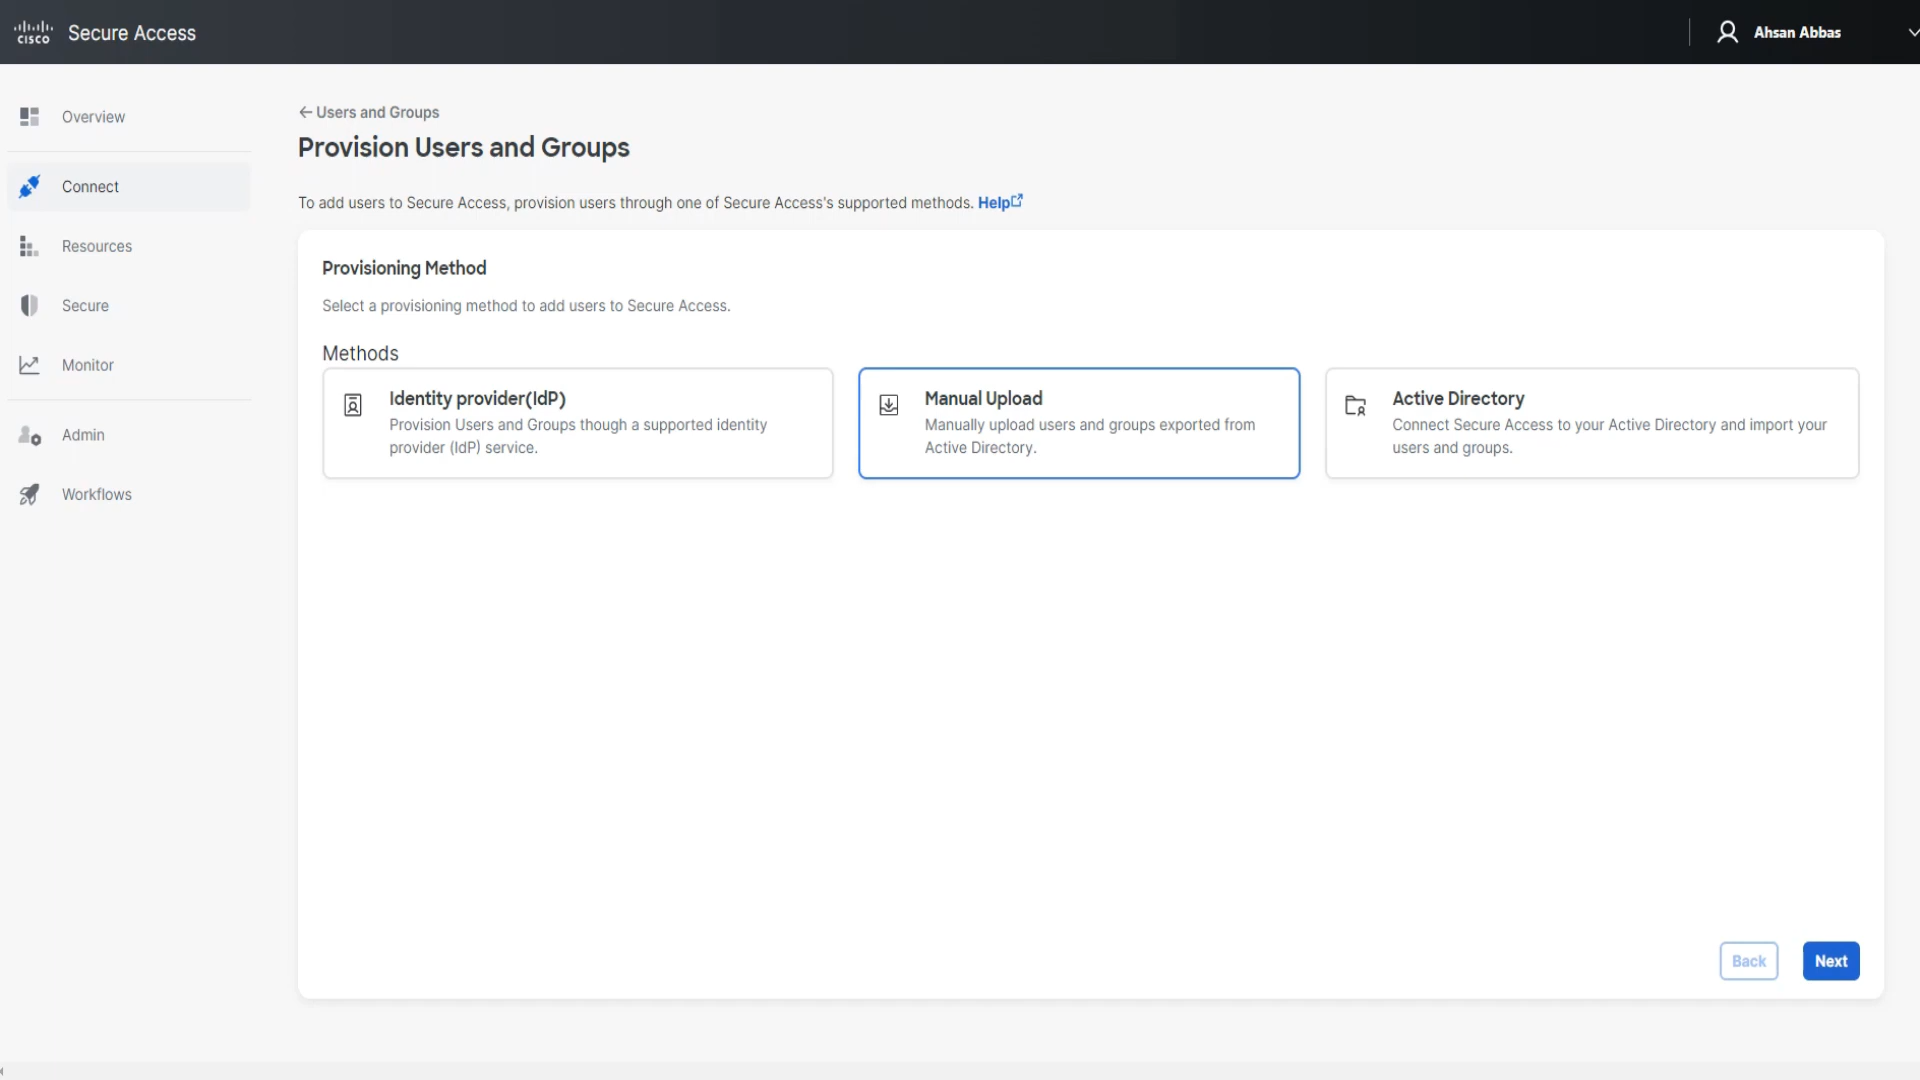 CISCO
Secure Access
Ahsan Abbas
Overview
Connect
Resources
Secure
Monitor
Admin
Workflows
Users and Groups
Provision Users and Groups
To add users to Secure Access, provision users through one of Secure Access's supported methods. Help
Provisioning Method
Select a provisioning method to add users to Secure Access.
Methods
Identity provider(IdP)
Provision Users and Groups though a supported identity
provider (IdP) service.
Manual Upload
Manually upload users and groups exported from
Active Directory.
Active Directory
Connect Secure Access to your Active Directory and import your
users and groups.
Back
Next